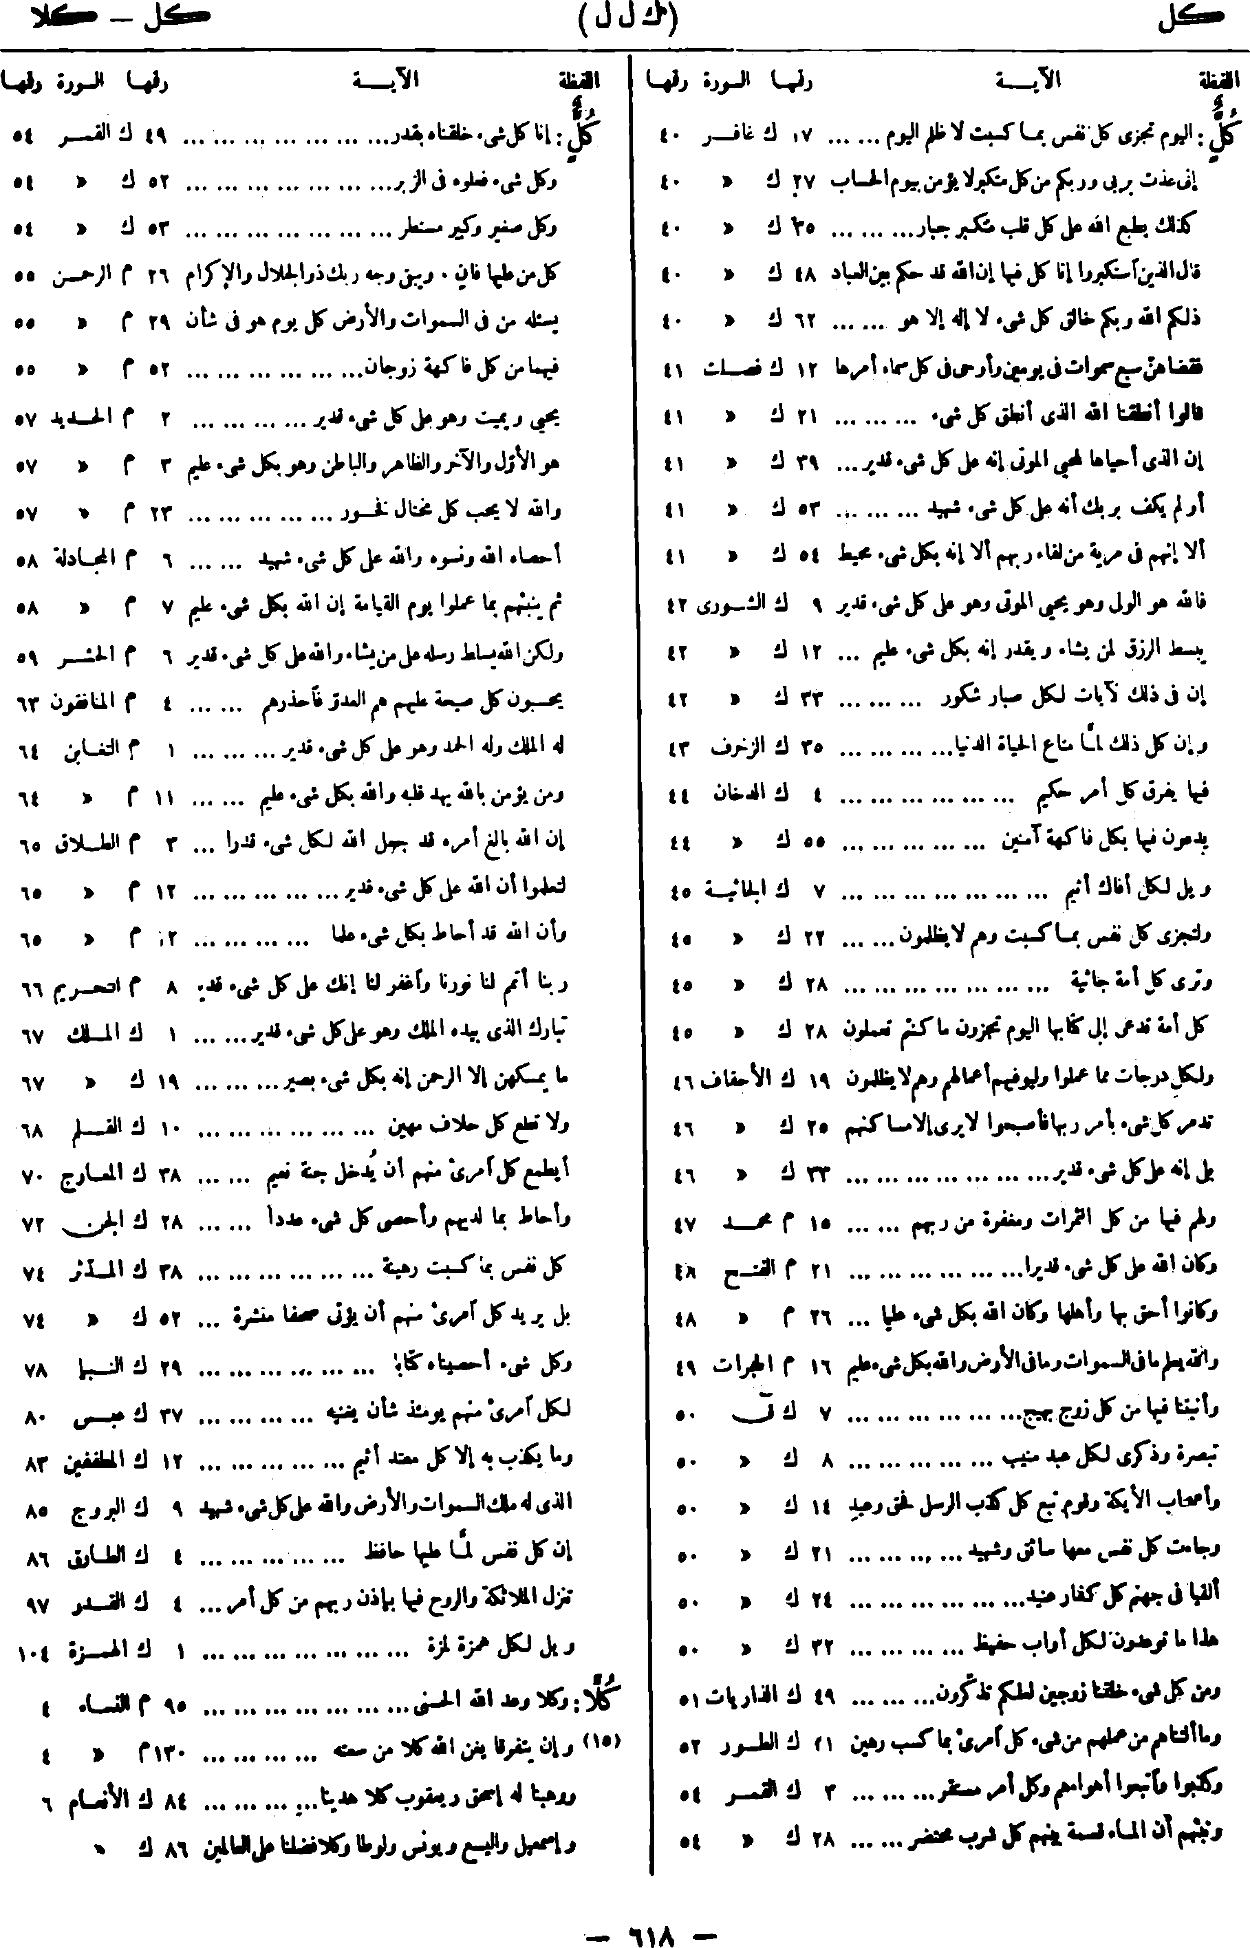 كل
(ك ل ل)
كل — كلا
اللفظة الآيــة رقمها السورة رقمها
كُلٍّ : اليوم تجزى كل نفس بما كسبت لا ظلم اليوم ... ... ١٧ ك غافر ٤٠
إنى عذت بربى وربكم من كل متكبر لا يؤمن بيوم الحساب ٢٧ ك » ٤٠
كذلك يطبع الله على كل قلب متكبر جبار ... ... ... ٣٥ ك » ٤٠
قال الذين آستكبروا إنا كل فيها إن الله قد حكم بين العباد ٤٨ ك » ٤٠
ذلكم الله ربكم خالق كل شىء لا إله إلا هو ... ... ٦٢ ك » ٤٠
فقضاهنّ سبع سموات فى يومين وأوحى فى كل سماء أمرها ١٢ ك فصلت ٤١
قالوا أنطقنا الله الذى أنطق كل شىء ... ... ... ٢١ ك » ٤١
إن الذى أحياها لمحيى الموتى إنه على كل شىء قدير ... ٣٩ ك » ٤١
أو لم يكف بربك أنه على كل شىء شهيد ... ... ... ٥٣ ك » ٤١
ألا إنهم فى مرية من لقاء ربهم ألا إنه بكل شىء محيط ٥٤ ك » ٤١
فالله هو الولى وهو يحيى الموتى وهو على كل شىء قدير ٩ ك الشورى ٤٢
يبسط الرزق لمن يشاء ويقدر إنه بكل شىء عليم ... ١٢ ك » ٤٢
إن فى ذلك لآيات لكل صبار شكور ... ... ... ٣٣ ك » ٤٢
وإن كل ذلك لمـّا متاع الحياة الدنيا ... ... ... ... ٣٥ ك الزخرف ٤٣
فيها يفرق كل أمر حكيم ... ... ... ... ... ... ٤ ك الدخان ٤٤
يدعون فيها بكل فاكهة آمنين ... ... ... ... ... ٥٥ ك » ٤٤
ويل لكل أفاك أثيم ... ... ... ... ... ... ... ٧ ك الجاثية ٤٥
ولتجزى كل نفس بما كسبت وهم لا يظلمون ... ... ٢٢ ك » ٤٥
وترى كل أمة جاثية ... ... ... ... ... ... ... ٢٨ ك » ٤٥
كل أمة تدعى إلى كتابها اليوم تجزون ما كنتم تعملون ٢٨ ك » ٤٥
ولكل درجات مما عملوا وليوفيهم أعمالهم وهم لا يظلمون ١٩ ك الأحقاف ٤٦
تدمر كل شىء بأمر ربها فأصبحوا لا يرى إلا مساكنهم ٢٥ ك » ٤٦
بلى إنه على كل شىء قدير ... ... ... ... ... ... ... ٣٣ ك » ٤٦
ولهم فيها من كل الثمرات ومغفرة من ربهم ... ... ١٥ م محمد ٤٧
وكان الله على كل شىء قديرا ... ... ... ... ... ... ٢١ م الفتح ٤٨
وكانوا أحق بها وأهلها وكان الله بكل شىء عليما ... ٢٦ م » ٤٨
والله يعلم ما فى السموات وما فى الأرض والله بكل شىء عليم ١٦ م الحجرات ٤٩
وأنبتنا فيها من كل زوج بهيج ... ... ... ... ... ... ٧ ك قٓ ٥٠
تبصرة وذكرى لكل عبد منيب ... ... ... ... ... ٨ ك » ٥٠
وأصحاب الأيكة وقوم تبع كل كذب الرسل فحق وعيد ١٤ ك » ٥٠
وجاءت كل نفس معها سائق وشهيد ... ... ... ... ٢١ ك » ٥٠
ألقيا فى جهنم كل كفار عنيد ... ... ... ... ... ... ٢٤ ك » ٥٠
هذا ما توعدون لكل أواب حفيظ ... ... ... ... ٣٢ ك » ٥٠
ومن كل شىء خلقنا زوجين لعلكم تذكّرون ... ... ... ٤٩ ك الذاريات ٥١
وما ألتناهم من عملهم من شىء كل آمرئ بما كسب رهين ٢١ ك الطور ٥٢
وكذبوا وآتبعوا أهواءهم وكل أمر مستقر ... ... ... ٣ ك القمر ٥٤
ونبئهم أن الماء قسمة بينهم كل شرب محتضر ... ... ٢٨ ك » ٥٤
اللفظة الآيــة رقمها السورة رقمها
كُلٍّ : إنا كل شىء خلقناه بقدر ... ... ... ... ... ... ... ٤٩ ك القمر ٥٤
وكل شىء فعلوه فى الزبر ... ... ... ... ... ... ... ٥٢ ك » ٥٤
وكل صغير وكبير مستطر ... ... ... ... ... ... ... ٥٣ ك » ٥٤
كل من عليها فان . ويبقى وجه ربك ذو الجلال والإكرام ٢٦ م الرحمن ٥٥
يسئله من فى السموات والأرض كل يوم هو فى شأن ٢٩ م » ٥٥
فيهما من كل فاكهة زوجان ... ... ... ... ... ... ٥٢ م » ٥٥
يحيى ويميت وهو على كل شىء قدير ... ... ... ... ٢ م الحديد ٥٧
هو الأوّل والآخر والظاهر والباطن وهو بكل شىء عليم ٣ م » ٥٧
والله لا يحب كل مختال فخور ... ... ... ... ... ٢٣ م » ٥٧
أحصاه الله ونسوه والله على كل شىء شهيد ... ... ٦ م المجادلة ٥٨
ثم ينبئهم بما عملوا يوم القيامة إن الله بكل شىء عليم ٧ م » ٥٨
ولكن الله يسلط رسله على من يشاء والله على كل شىء قدير ٦ م الحشر ٥٩
يحسبون كل صيحة عليهم هم العدوّ فآحذرهم ... ... ٤ م المنافقون ٦٣
له الملك وله الحمد وهو على كل شىء قدير ... ... ... ١ م التغابن ٦٤
ومن يؤمن بالله يهد قلبه والله بكل شىء عليم ... ... ١١ م » ٦٤
إن الله بالغ أمره قد جعل الله لكل شىء قدرا ... ٣ م الطلاق ٦٥
لتعلموا أن الله على كل شىء قدير ... ... ... ... ... ١٢ م » ٦٥
وأن الله قد أحاط بكل شىء علما ... ... ... ... ١٢ م » ٦٥
ربنا أتمم لنا نورنا وآغفر لنا إنك على كل شىء قدير ٨ م التحريم ٦٦
تبارك الذى بيده الملك وهو على كل شىء قدير ... ... ١ ك الملك ٦٧
ما يمسكهن إلا الرحمن إنه بكل شىء بصير ... ... ... ١٩ ك » ٦٧
ولا تطع كل حلاف مهين ... ... ... ... ... ... ١٠ ك القلم ٦٨
أيطمع كل آمرئ منهم أن يُدخل جنة نعيم ... ... ٣٨ ك المعارج ٧٠
وأحاط بما لديهم وأحصى كل شىء عددا ... ... ٢٨ ك الجن ٧٢
كل نفس بما كسبت رهينة ... ... ... ... ... ... ٣٨ ك المدّثر ٧٤
بل يريد كل آمرئ منهم أن يؤتى صحفا منشرة ... ٥٢ ك » ٧٤
وكل شىء أحصيناه كتابا ... ... ... ... ... ... ٢٩ ك النبإ ٧٨
لكل آمرئ منهم يومئذ شأن يغنيه ... ... ... ... ٣٧ ك عبس ٨٠
وما يكذب به إلا كل معتد أثيم ... ... ... ... ... ١٢ ك المطففين ٨٣
الذى له ملك السموات والأرض والله على كل شىء شهيد ٩ ك البروج ٨٥
إن كل نفس لمـّا عليها حافظ ... ... ... ... ... ٤ ك الطارق ٨٦
تنزل الملائكة والروح فيها بإذن ربهم من كل أمر ... ٤ ك القدر ٩٧
ويل لكل همزة لمزة ... ... ... ... ... ... ... ١ ك الهمزة ١٠٤
كُلًّا : وكلا وعد الله الحسنى ... ... ... ... ... ... ... ٩٥ م النساء ٤
(١٥) وإن يتفرقا يغن الله كلا من سعته ... ... ... ... ١٣٠ م » ٤
ووهبنا له إسحق ويعقوب كلا هدينا ... ... ... ... ٨٤ ك الأنعام ٦
وإسمعيل واليسع ويونس ولوطا وكلا فضلنا على العالمين ٨٦ ك »
— ٦١٨ —